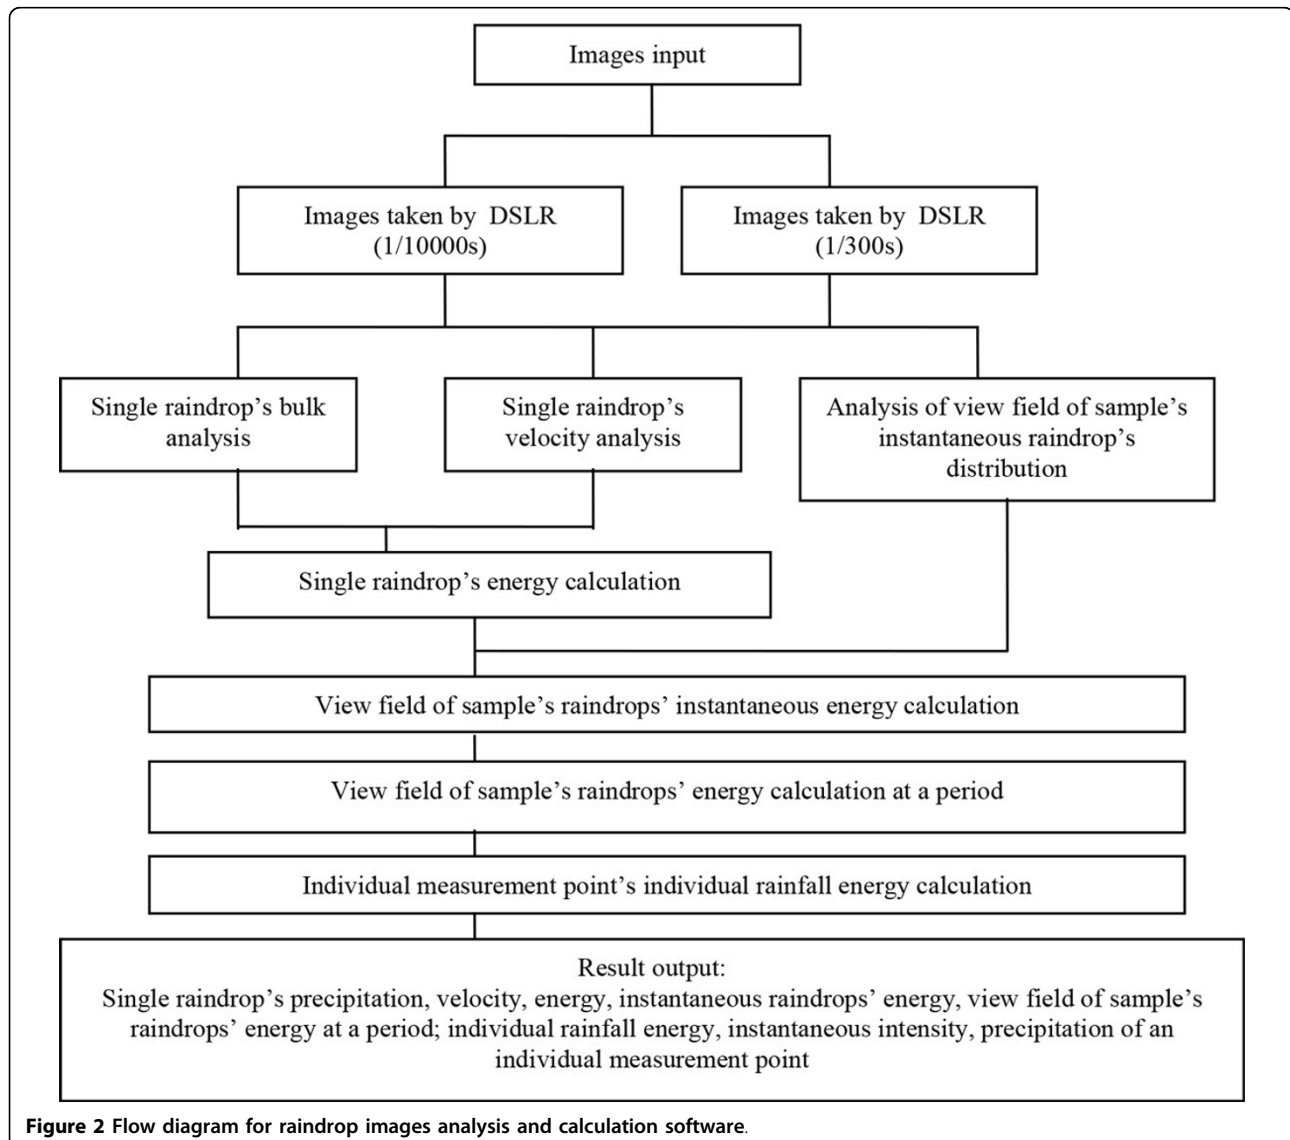 Images input
Images taken by DSLR
(1/10000s)
Images taken by DSLR
(1/300s)
Single raindrop’s bulk
analysis
Single raindrop’s
velocity analysis
Analysis of view field of sample’s
instantaneous raindrop’s
distribution
Single raindrop’s energy calculation
View field of sample’s raindrops’ instantaneous energy calculation
View field of sample’s raindrops’ energy calculation at a period
Individual measurement point’s individual rainfall energy calculation
Result output:
Single raindrop’s precipitation, velocity, energy, instantaneous raindrops’ energy, view field of sample’s
raindrops’ energy at a period; individual rainfall energy, instantaneous intensity, precipitation of an
individual measurement point
Figure 2 Flow diagram for raindrop images analysis and calculation software.